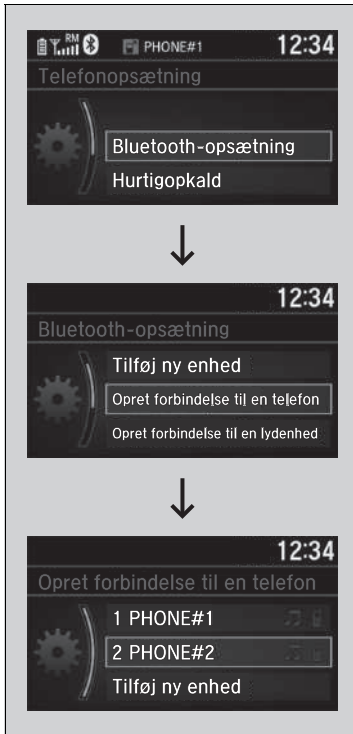 RM PHONE#1 12:34
Telefonopsætning
Bluetooth-opsætning
Hurtigopkald
12:34
Bluetooth-opsætning
Tilføj ny enhed
Opret forbindelse til en telefon
Opret forbindelse til en lydenhed
12:34
Opret forbindelse til en telefon
1 PHONE#1
2 PHONE#2
Tilføj ny enhed